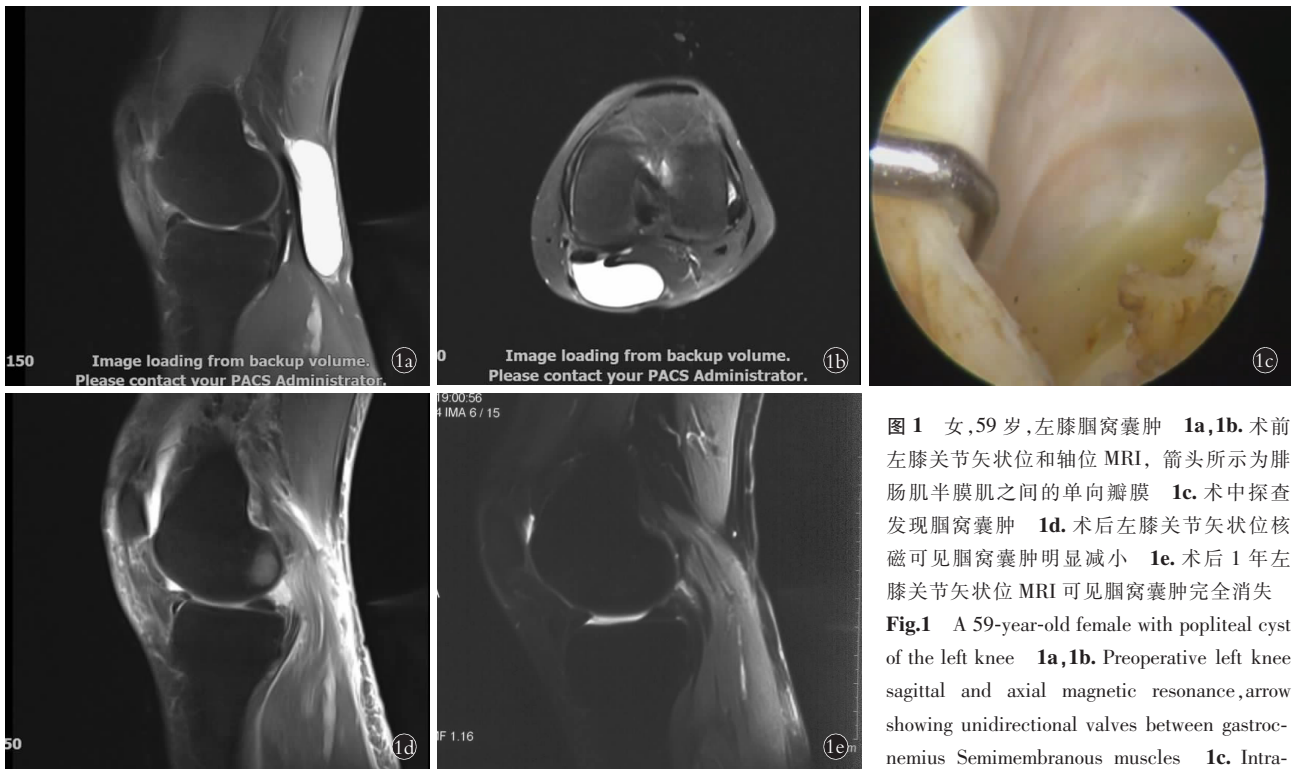 150
Image loading from backup volume.
Please contact your PACS Administrator.
1a
0
Image loading from backup volume.
Please contact your PACS Administrator.
1b
1c
50
1d
19:00:56
4 IMA 6 / 15
MF 1.16
1e
m
图1 女,59岁,左膝腘窝囊肿 1a,1b. 术前
左膝关节矢状位和轴位 MRI, 箭头所示为腓
肠肌半膜肌之间的单向瓣膜 1c. 术中探查
发现腘窝囊肿 1d. 术后左膝关节矢状位核
磁可见腘窝囊肿明显减小 1e. 术后1年左
膝关节矢状位 MRI 可见腘窝囊肿完全消失
Fig.1 A 59-year-old female with popliteal cyst
of the left knee 1a,1b. Preoperative left knee
sagittal and axial magnetic resonance,arrow
showing unidirectional valves between gastroc-
nemius Semimembranous muscles 1c. Intra-